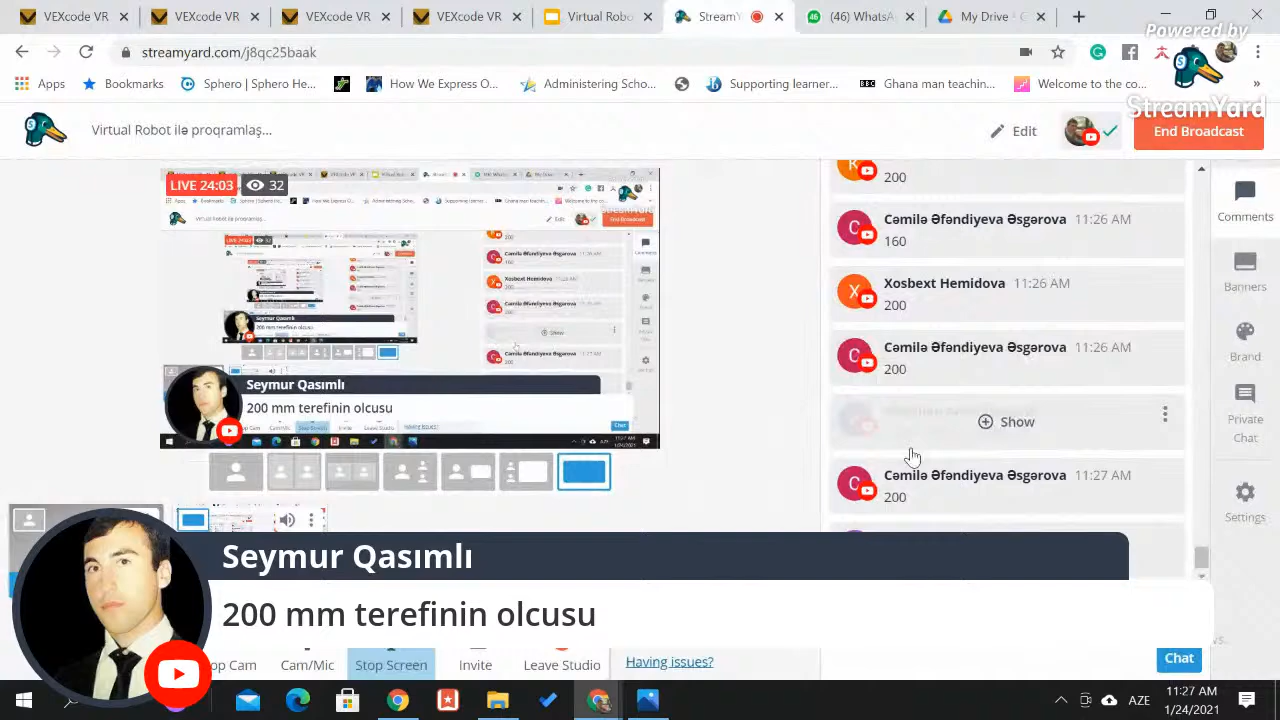 VEXcode VR
VEXcode VR
VEXcode VR
VEXcode VR
Virtual Robo
StreamY
(46) WhatsA
My Drive
streamyard.com/j8qc25baak
Powered by
StreamYard
Apps
Bookmarks
Sphero (Sphero He...
How We Express...
Administering Scho...
Supporting learner...
Ghana man teachin...
Welcome to the co...
Virtual Robot ilə proqramlaş...
Edit
End Broadcast
LIVE 24:03
32
200
Cəmilə Əfəndiyeva Əsgərova 11:26 AM
160
Xosbext Hemidova 11:26 AM
200
Cəmilə Əfəndiyeva Əsgərova
200
Show
Cəmilə Əfəndiyeva Əsgərova 11:27 AM
200
Comments
Banners
Brand
Private
Chat
Settings
Seymur Qasımlı
200 mm terefinin olcusu
Seymur Qasımlı
200 mm terefinin olcusu
Cam
Cam/Mic
Stop Screen
Invite
Leave Studio
Having issues?
Chat
AZE
11:27 AM
1/24/2021